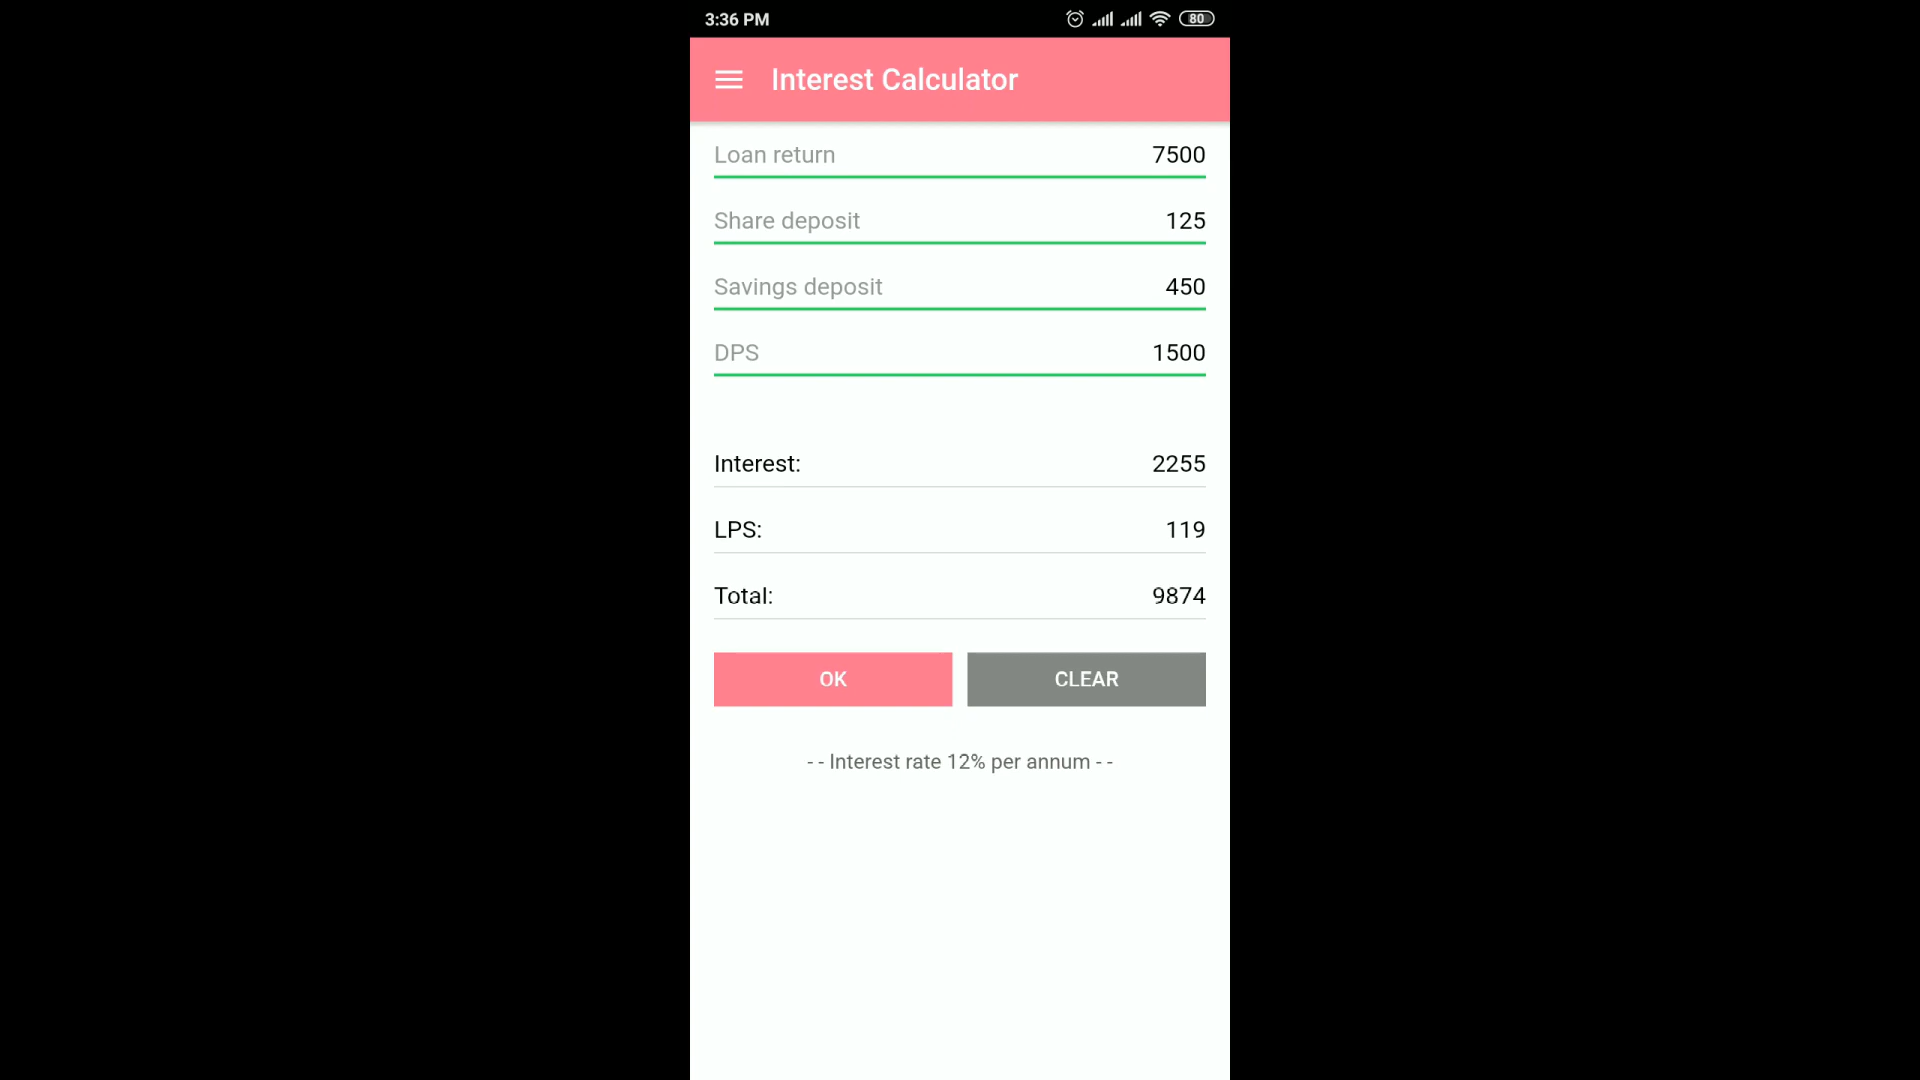 3:36 PM 80
Interest Calculator
Loan return 7500
Share deposit 125
Savings deposit 450
DPS 1500
Interest: 2255
LPS: 119
Total: 9874
OK CLEAR
- - Interest rate 12% per annum - -